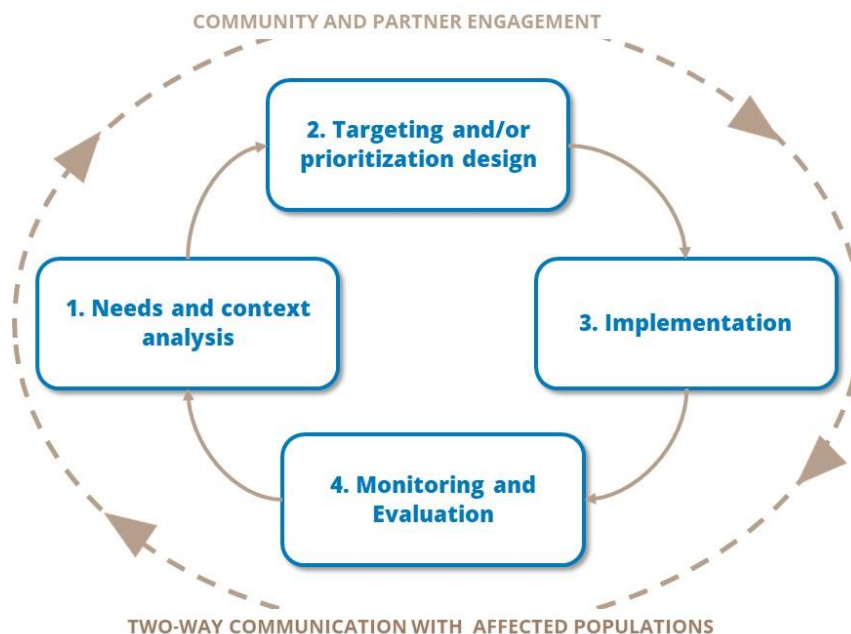 COMMUNITY AND PARTNER ENGAGEMENT
2. Targeting and/or
prioritization design
1. Needs and context
analysis
3. Implementation
4. Monitoring and
Evaluation
TWO-WAY COMMUNICATION WITH AFFECTED POPULATIONS